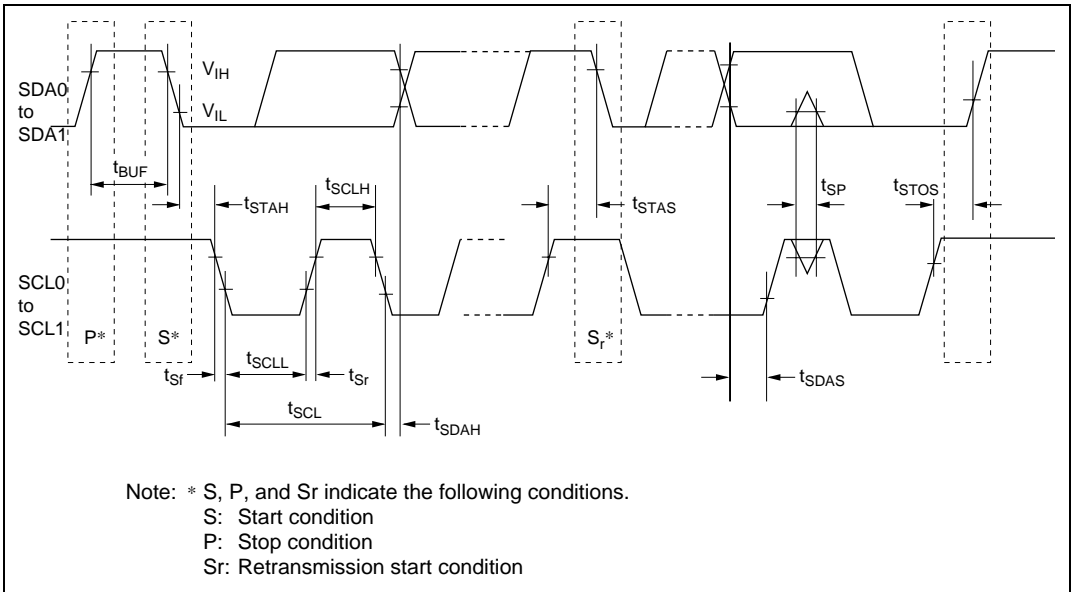 SDA0
to
SDA1
V_IH
V_IL
t_BUF
t_STAH
t_SCLH
t_STAS
t_SP
t_STOS
SCL0
to
SCL1
P*
S*
S_r*
t_Sf
t_SCLL
t_Sr
t_SDAS
t_SCL
t_SDAH
Note: * S, P, and Sr indicate the following conditions.
S: Start condition
P: Stop condition
Sr: Retransmission start condition